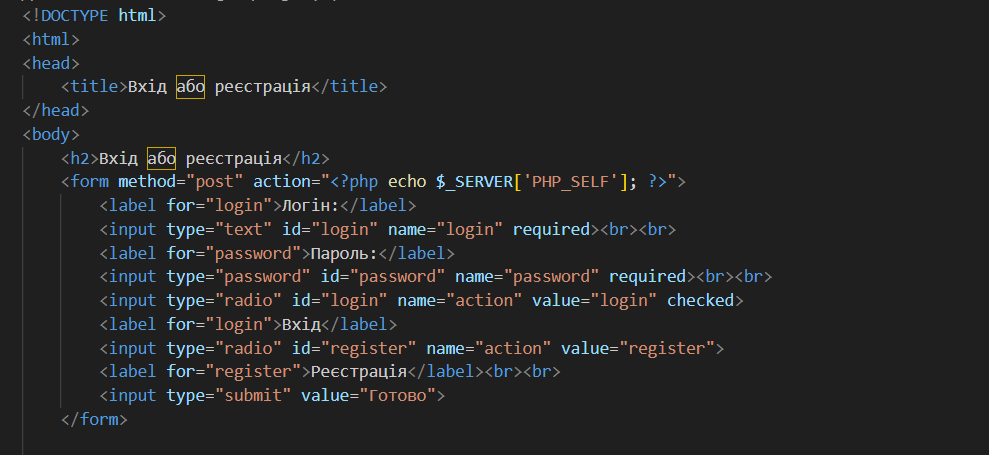 <!DOCTYPE html>
<html>
<head>
    <title>Вхід або реєстрація</title>
</head>
<body>
    <h2>Вхід або реєстрація</h2>
    <form method="post" action="<?php echo $_SERVER['PHP_SELF']; ?>">
        <label for="login">Логін:</label>
        <input type="text" id="login" name="login" required><br><br>
        <label for="password">Пароль:</label>
        <input type="password" id="password" name="password" required><br><br>
        <input type="radio" id="login" name="action" value="login" checked>
        <label for="login">Вхід</label>
        <input type="radio" id="register" name="action" value="register">
        <label for="register">Реєстрація</label><br><br>
        <input type="submit" value="Готово">
    </form>